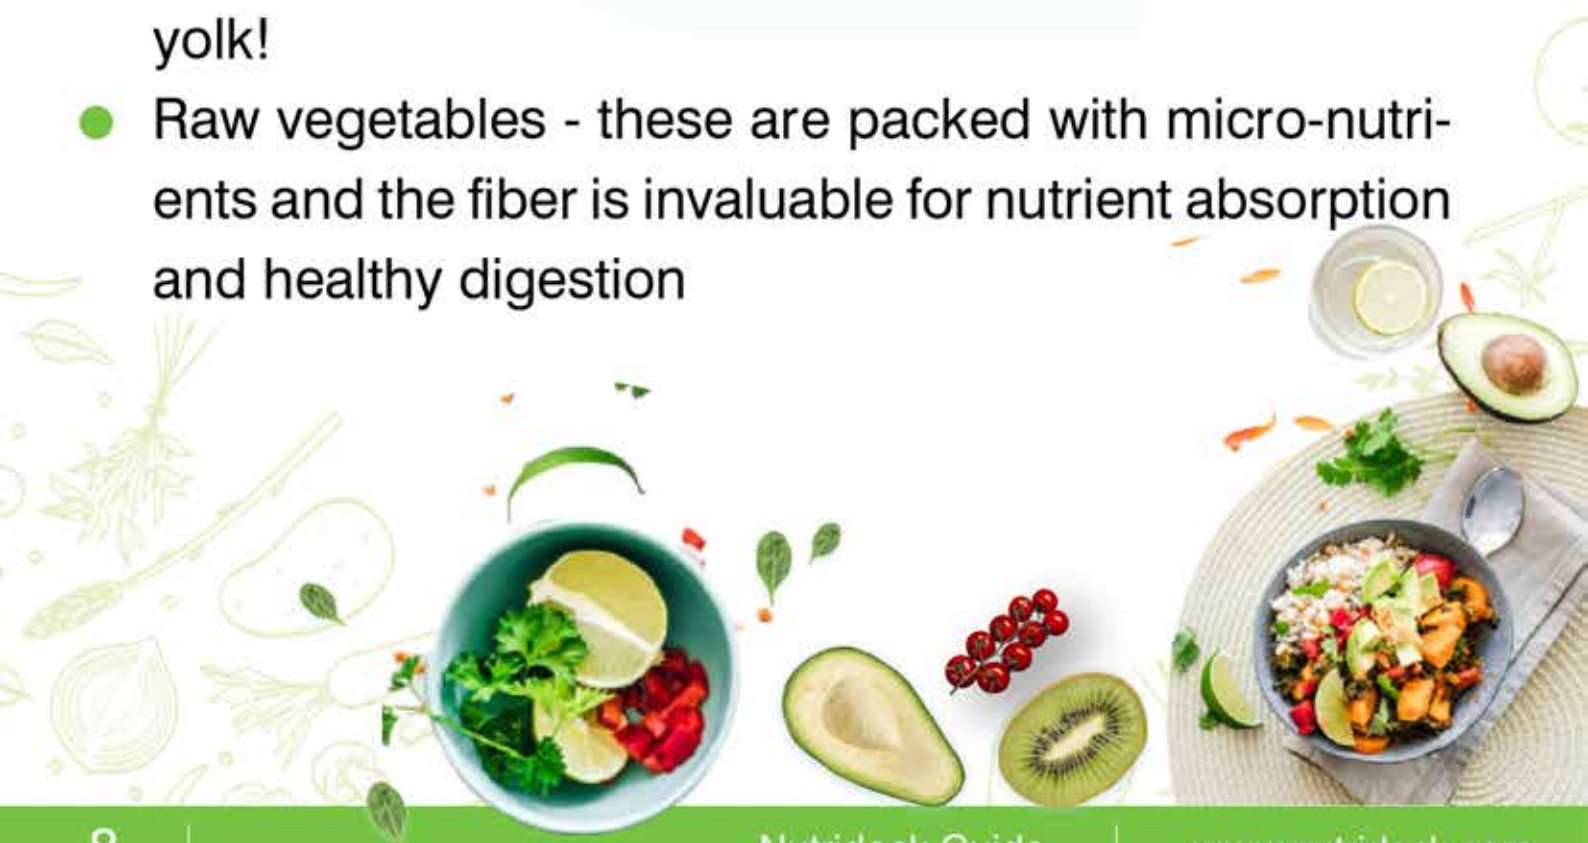 yolk!
Raw vegetables - these are packed with micro-nutri-
ents and the fiber is invaluable for nutrient absorption
and healthy digestion
Guide